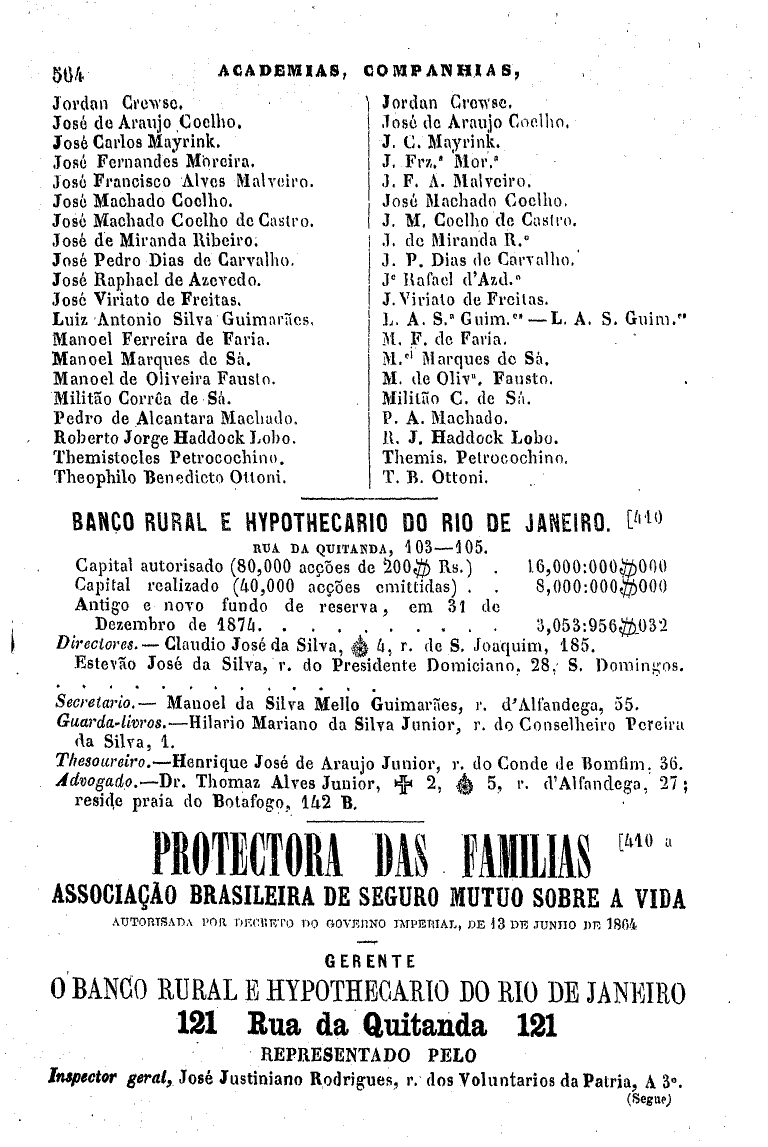 564 ACADEMIAS, COMPANHIAS,
Jordan Crewse.
José de Araujo Coelho.
José Carlos Mayrink.
José Fernandes Moreira.
José Francisco Alves Malveiro.
José Machado Coelho.
José Machado Coelho de Castro.
José de Miranda Ribeiro.
José Pedro Dias de Carvalho.
José Raphael de Azevedo.
José Viriato de Freitas.
Luiz Antonio Silva Guimarães.
Manoel Ferreira de Faria.
Manoel Marques de Sá.
Manoel de Oliveira Fausto.
Militão Corrêa de Sá.
Pedro de Alcantara Machado.
Roberto Jorge Haddock Lobo.
Themistocles Petrocochino.
Theophilo Benedicto Ottoni.
Jordan Crewse.
José de Araujo Coelho.
J. C. Mayrink.
J. Frz.ª Mor.ª
J. F. A. Malveiro.
José Machado Coelho.
J. M. Coelho de Castro.
J. de Miranda R.º
J. P. Dias de Carvalho.
Jᵉ Rafael d'Azd.º
J. Viriato de Freitas.
L. A. S.ª Guim.ᵉˢ — L. A. S. Guim.ᵉˢ
M. F. de Faria.
M.ᵉˡ Marques de Sá.
M. de Olivª. Fausto.
Militão C. de Sá.
P. A. Machado.
R. J. Haddock Lobo.
Themis. Petrocochino.
T. B. Ottoni.
BANCO RURAL E HYPOTHECARIO DO RIO DE JANEIRO. [410
RUA DA QUITANDA, 103—105.
Capital autorisado (80,000 acções de 200$ Rs.) . 16,000:000$000
Capital realizado (40,000 acções emittidas) . . 8,000:000$000
Antigo e novo fundo de reserva, em 31 de
Dezembro de 1874. . . . . . . . . . 3,053:956$032
Directores.— Claudio José da Silva, 4, r. de S. Joaquim, 185.
Estevão José da Silva, r. do Presidente Domiciano, 28, S. Domingos.
. . . . . . . . . . . . .
Secretario.— Manoel da Silva Mello Guimarães, r. d'Alfandega, 55.
Guarda-livros.—Hilario Mariano da Silva Junior, r. do Conselheiro Pereira
da Silva, 1.
Thesoureiro.—Henrique José de Araujo Junior, r. do Conde de Bomfim, 36.
Advogado.—Dr. Thomaz Alves Junior, 2, 5, r. d'Alfandega, 27;
reside praia do Botafogo, 142 B.
PROTECTORA DAS FAMILIAS [410 a
ASSOCIAÇÃO BRASILEIRA DE SEGURO MUTUO SOBRE A VIDA
AUTORISADA POR DECRETO DO GOVERNO IMPERIAL, DE 13 DE JUNHO DE 1864
GERENTE
O BANCO RURAL E HYPOTHECARIO DO RIO DE JANEIRO
121 Rua da Quitanda 121
REPRESENTADO PELO
Inspector geral, José Justiniano Rodrigues, r. dos Voluntarios da Patria, A 3º.
(Segue)